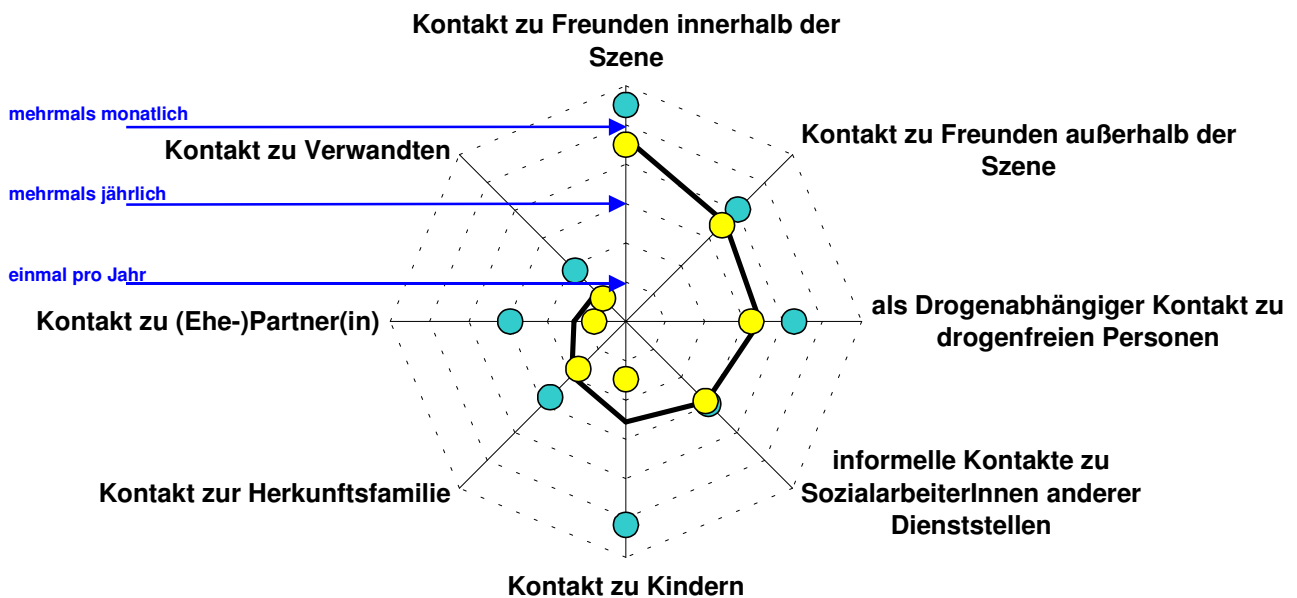 Kontakt zu Freunden innerhalb der
Szene
mehrmals monatlich
Kontakt zu Freunden außerhalb der
Szene
Kontakt zu Verwandten
mehrmals jährlich
einmal pro Jahr
als Drogenabhängiger Kontakt zu
drogenfreien Personen
Kontakt zu (Ehe-)Partner(in)
informelle Kontakte zu
SozialarbeiterInnen anderer
Dienststellen
Kontakt zur Herkunftsfamilie
Kontakt zu Kindern